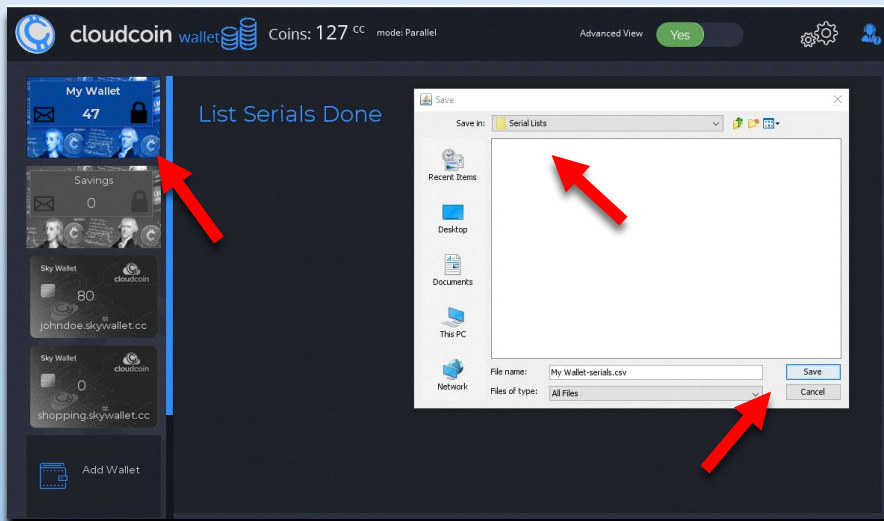 cloudcoin wallet Coins: 127 CC mode: Parallel Advanced View Yes
My Wallet
47
Savings
0
Sky Wallet
cloudcoin
80
johndoe.skywallet.cc
Sky Wallet
cloudcoin
0
shopping.skywallet.cc
Add Wallet
List Serials Done
Save
Save in: Serial Lists
Recent Items
Desktop
Documents
This PC
Network
File name: My Wallet-serials.csv Save
Files of type: All Files Cancel